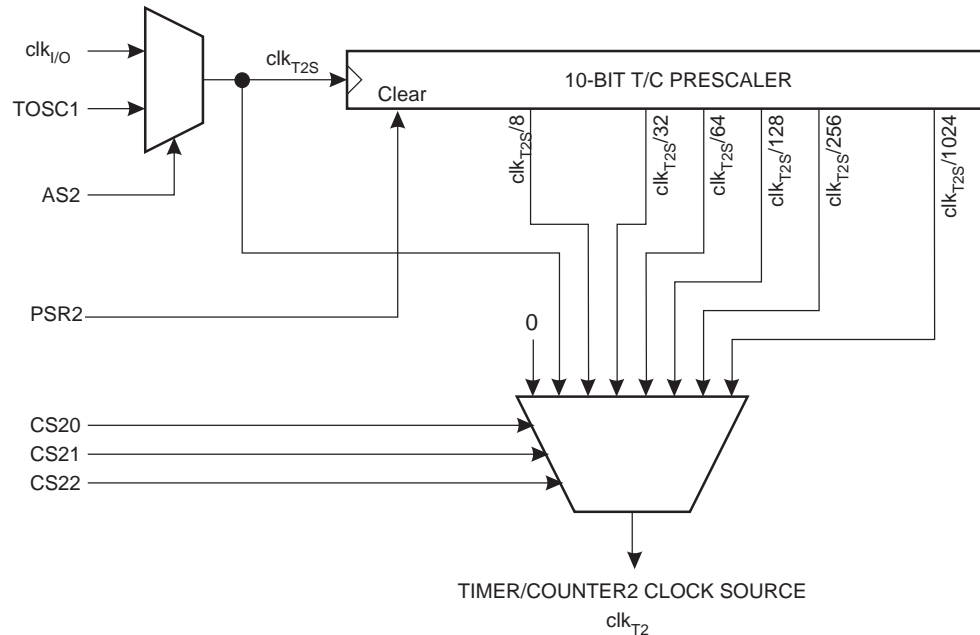 clkI/O
clkT2S
10-BIT T/C PRESCALER
TOSC1
Clear
clkT2S/8
clkT2S/32
clkT2S/64
clkT2S/128
clkT2S/256
clkT2S/1024
AS2
PSR2
0
CS20
CS21
CS22
TIMER/COUNTER2 CLOCK SOURCE
clkT2